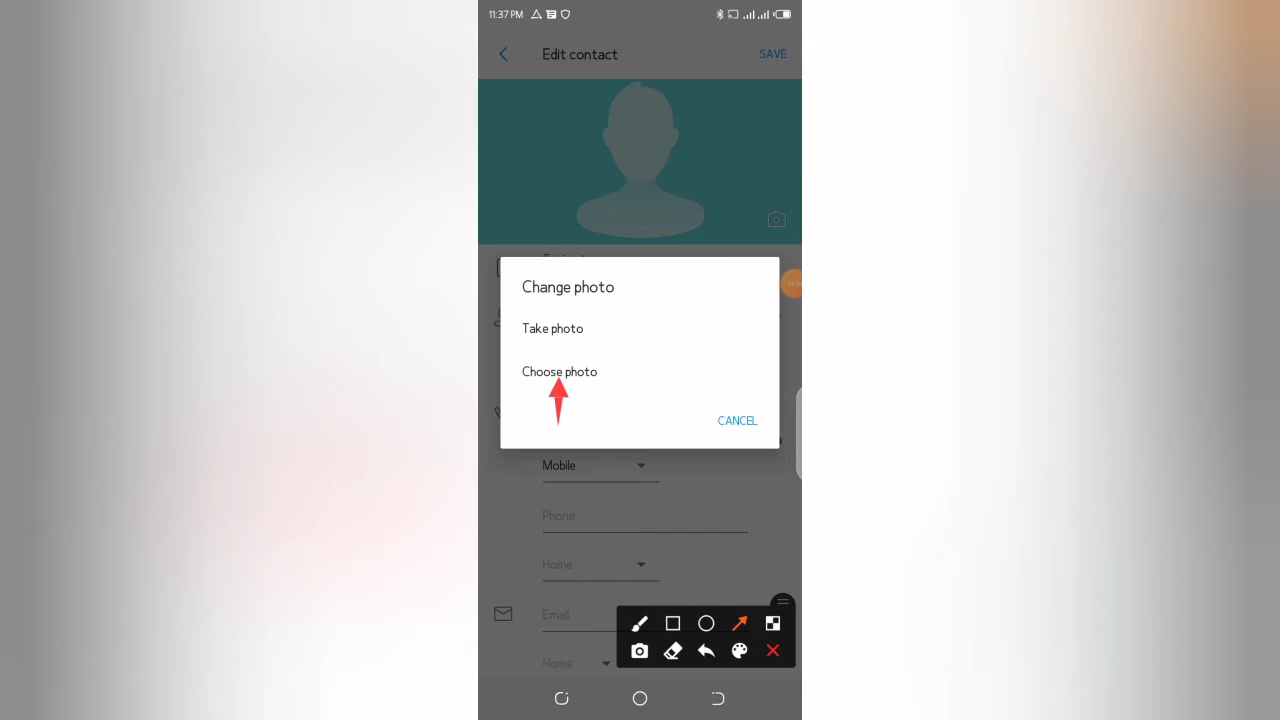 11:37 PM
Edit contact
SAVE
Change photo
Take photo
Choose photo
CANCEL
Mobile
Phone
Home
Email
Home